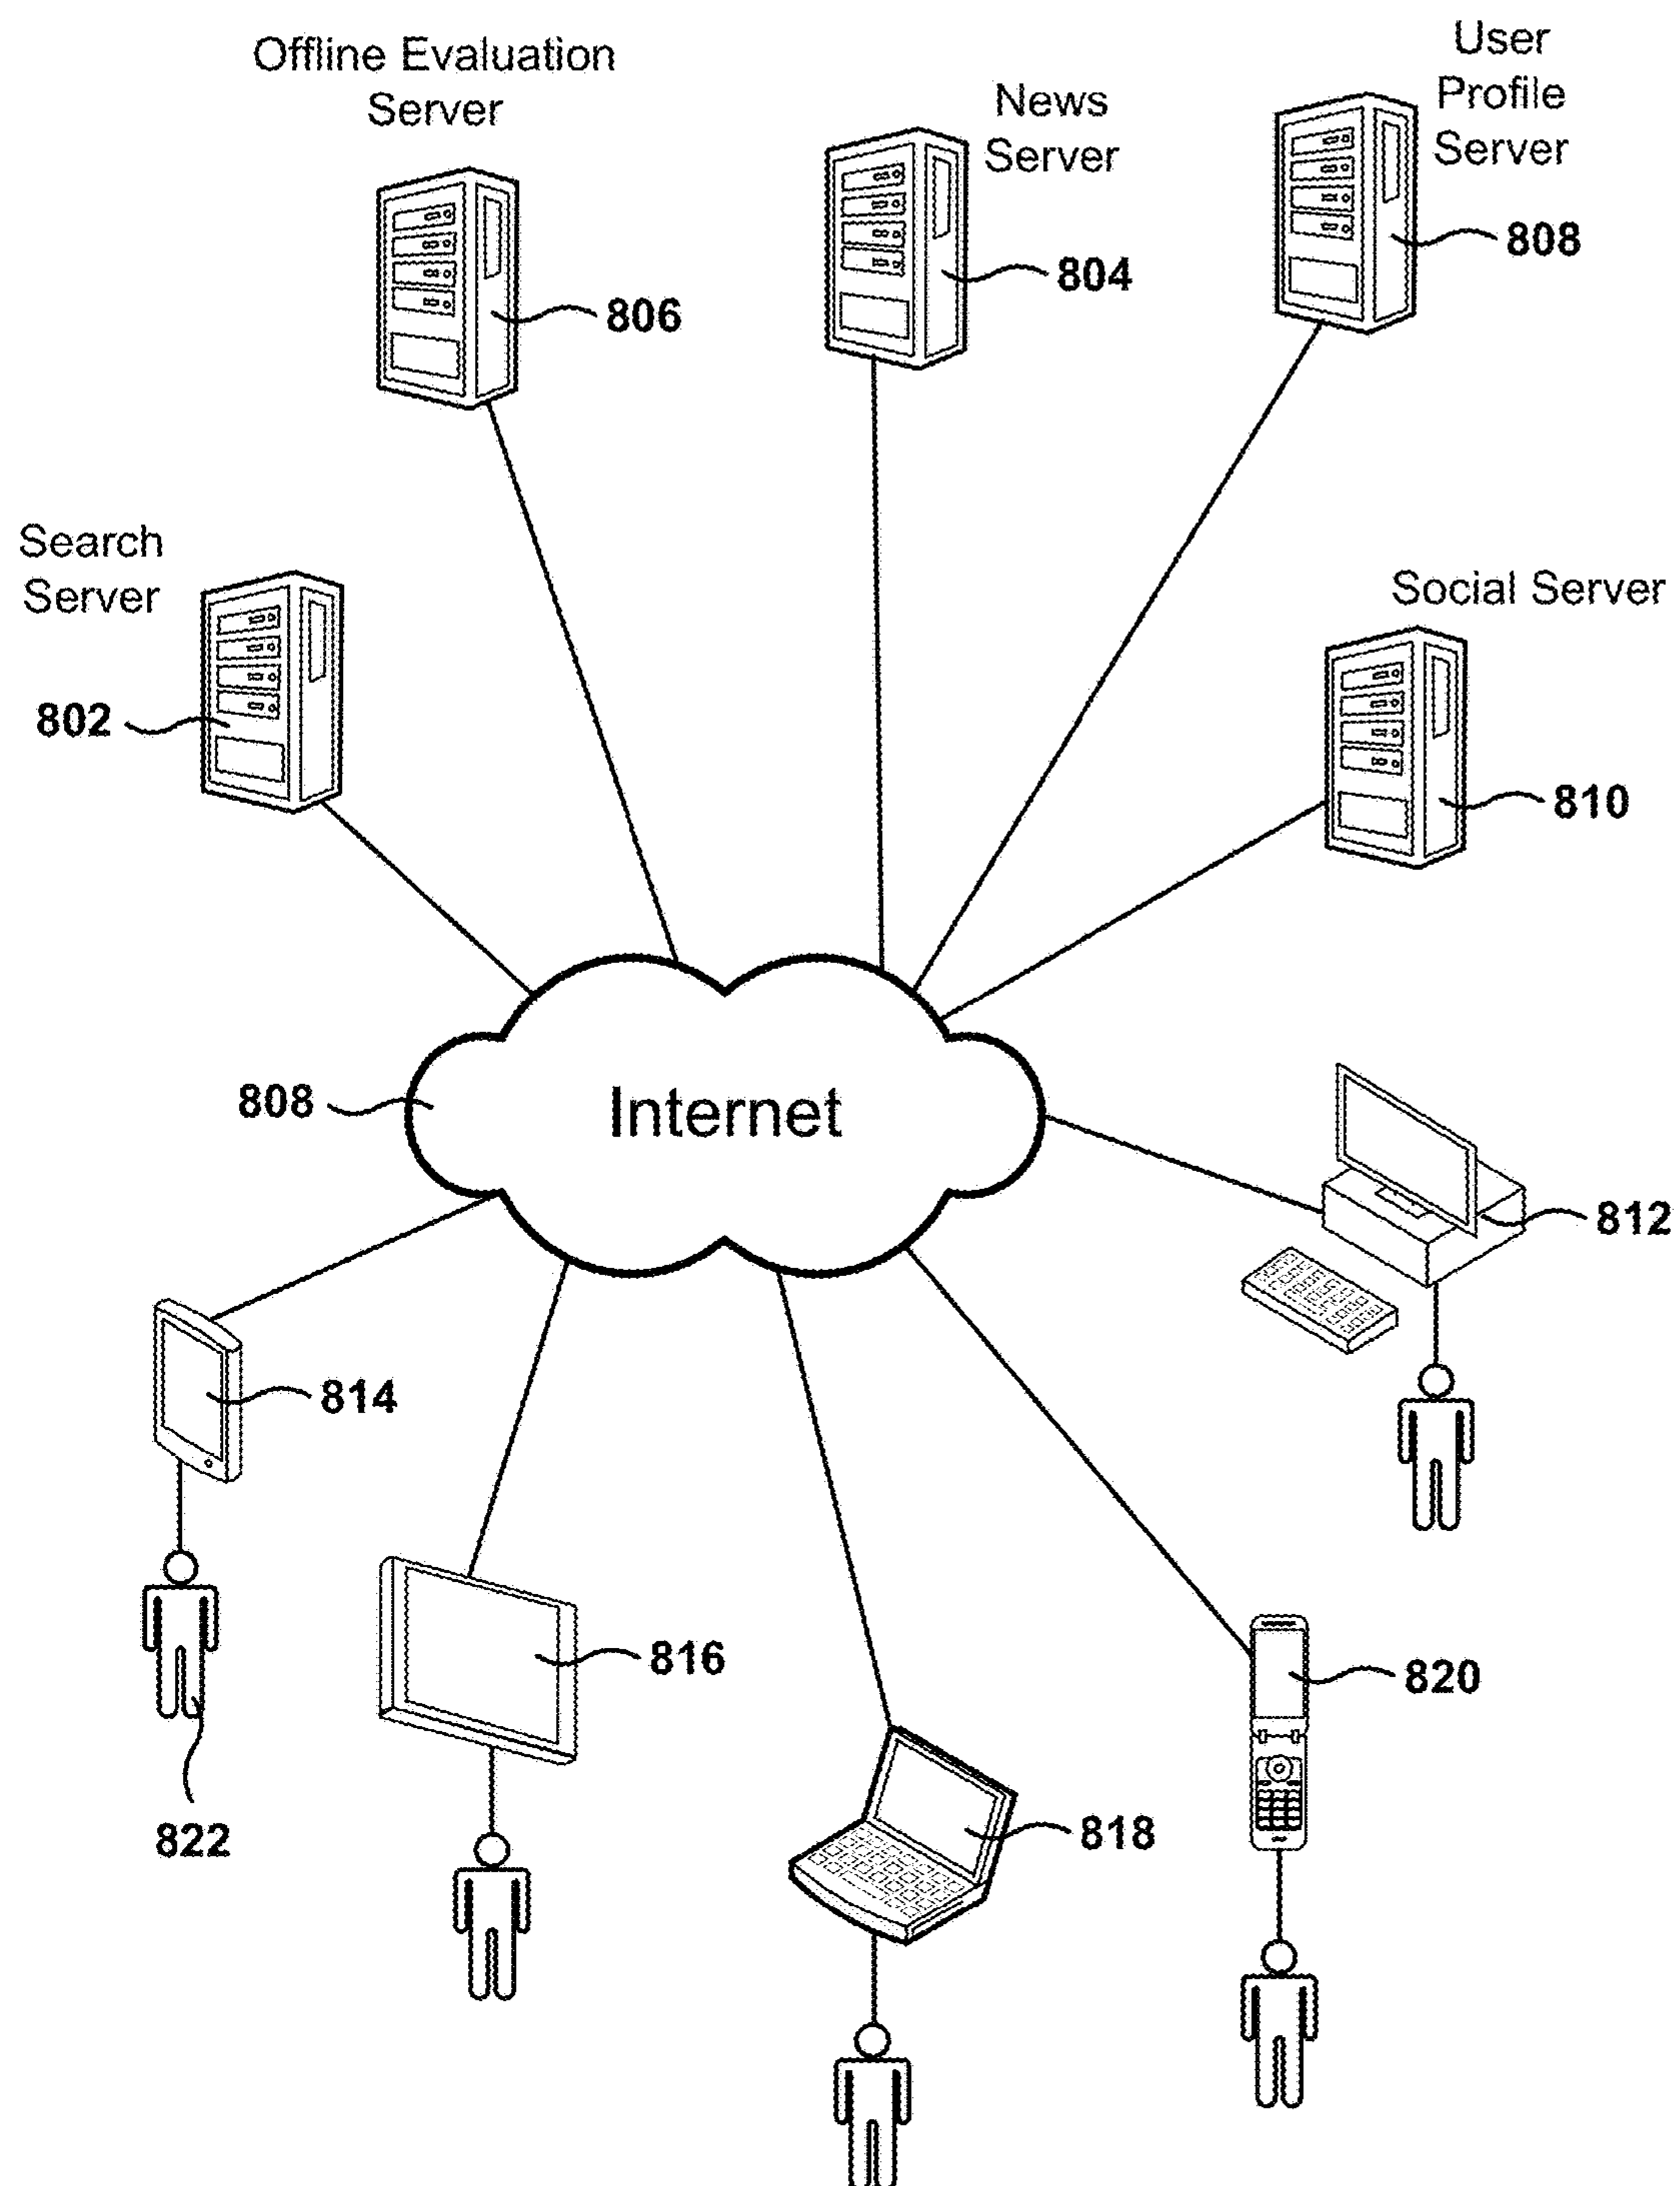 Offline Evaluation
Server
News
Server
User
Profile
Server
806
804
808
Search
Server
802
Social Server
810
808
Internet
812
814
816
820
822
818